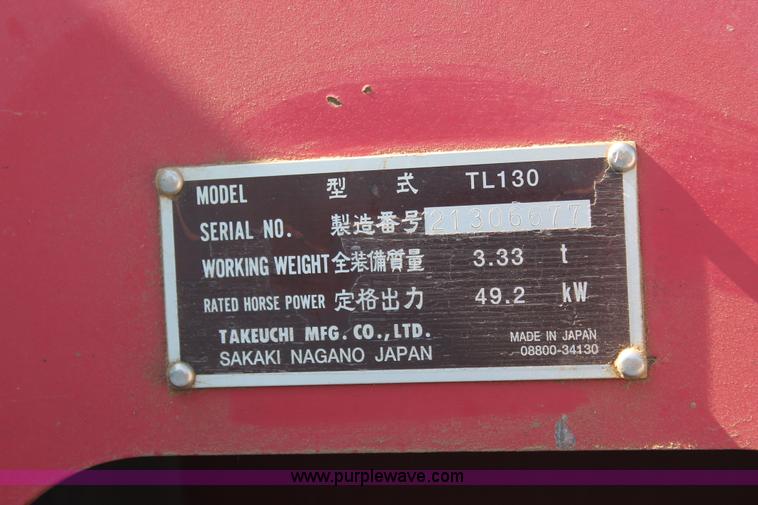 MODEL 型式 TL130
SERIAL NO. 製造番号 21306677
WORKING WEIGHT 全装備質量 3.33 t
RATED HORSE POWER 定格出力 49.2 kW
TAKEUCHI MFG. CO., LTD.
SAKAKI NAGANO JAPAN
MADE IN JAPAN
08800-34130
www.purplewave.com